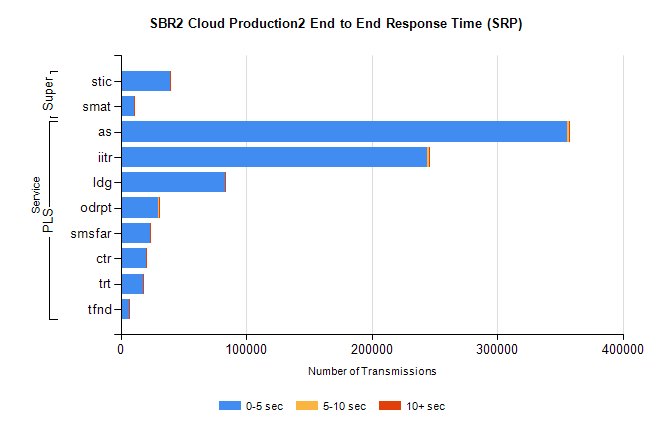 SBR2 Cloud Production2 End to End Response Time (SRP)
Super
stic
smat
Service
PLS
as
iitr
ldg
odrpt
smsfar
ctr
trt
tfnd
0 100000 200000 300000 400000
Number of Transmissions
0-5 sec 5-10 sec 10+ sec